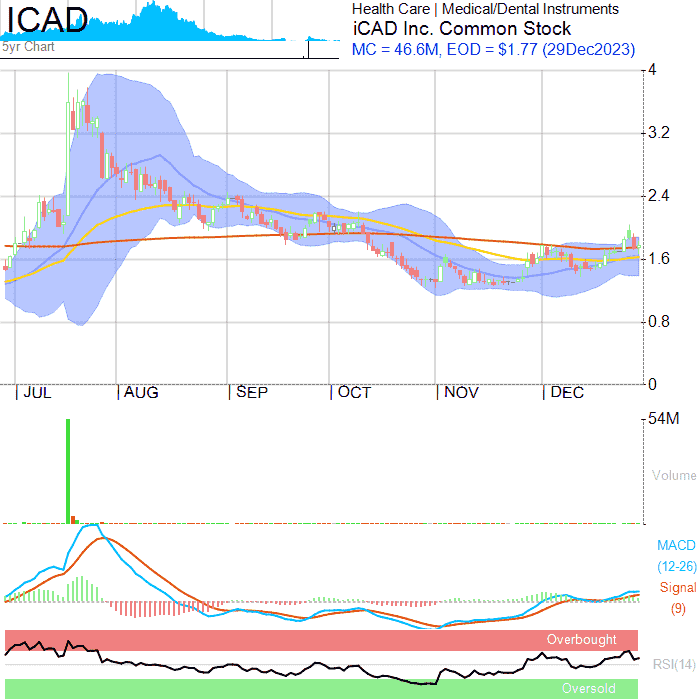 ICAD
5yr Chart
Health Care | Medical/Dental Instruments
iCAD Inc. Common Stock
MC = 46.6M, EOD = $1.77 (29Dec2023)
4
3.2
2.4
1.6
0.8
0
JUL AUG SEP OCT NOV DEC
54M
Volume
MACD
(12-26)
Signal
(9)
Overbought
RSI(14)
Oversold